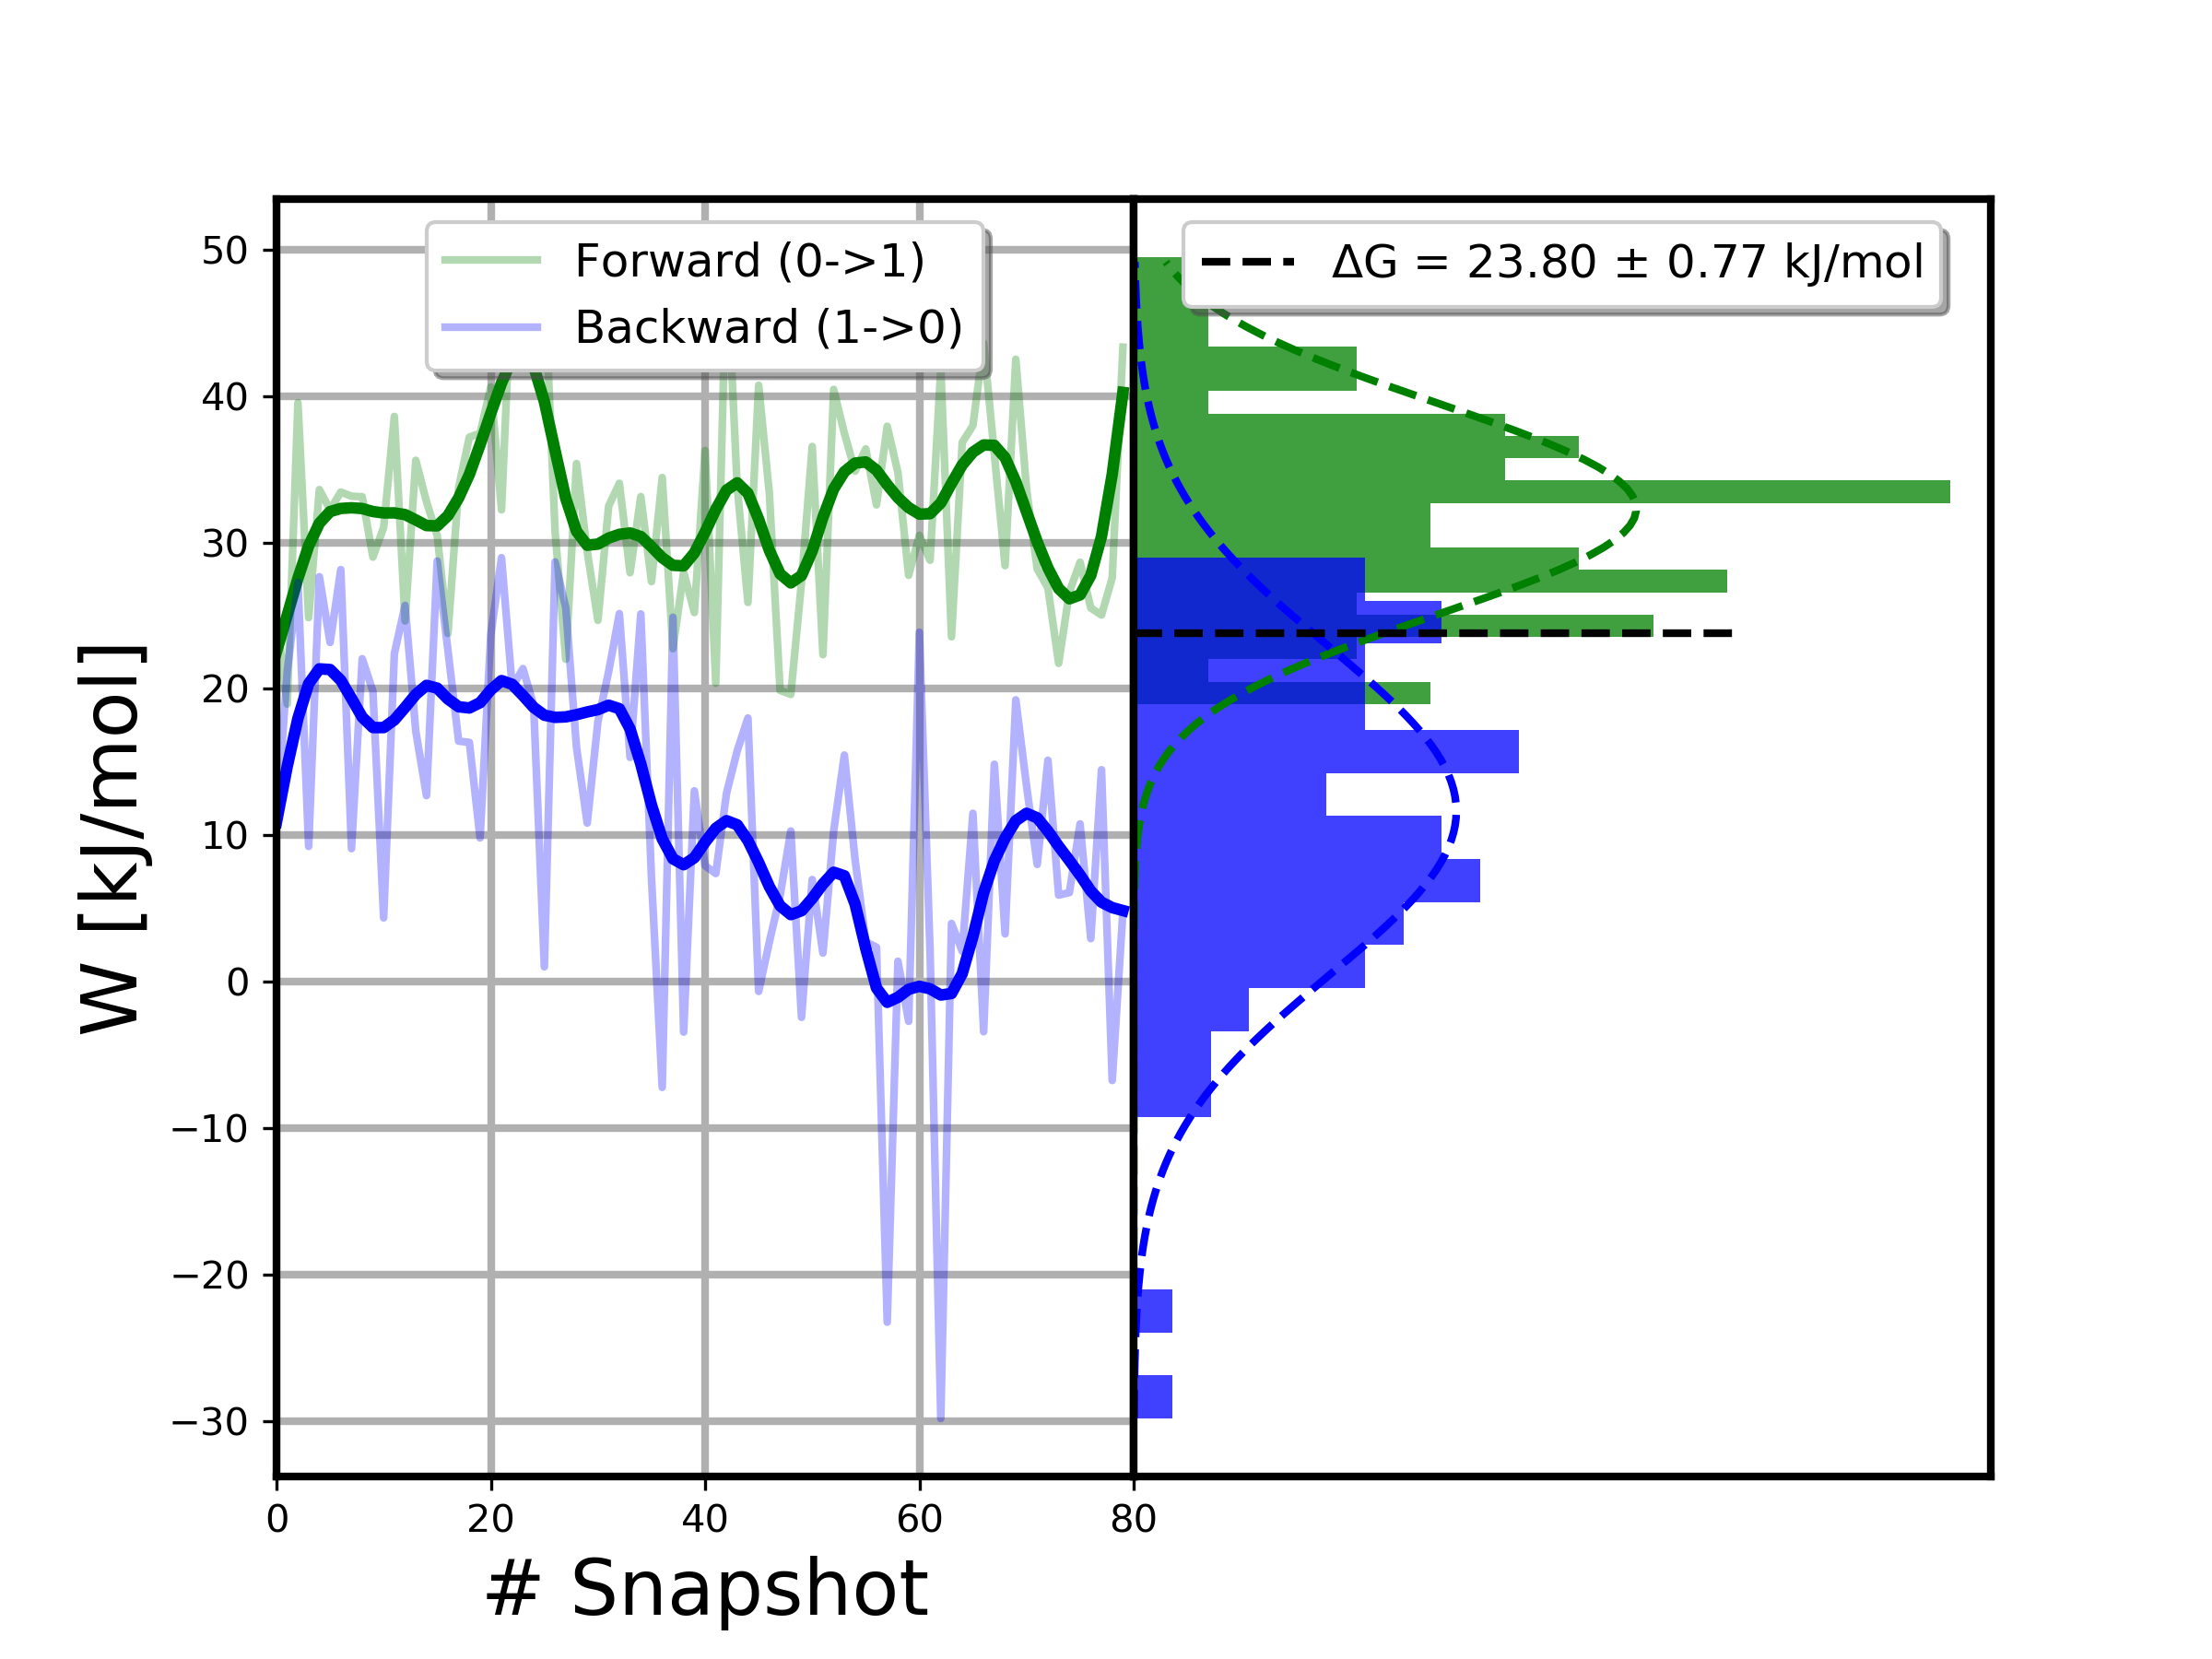 Forward (0->1)
Backward (1->0)
ΔG = 23.80 ± 0.77 kJ/mol
W [kJ/mol]
50
40
30
20
10
0
−10
−20
−30
0 20 40 60 80
# Snapshot